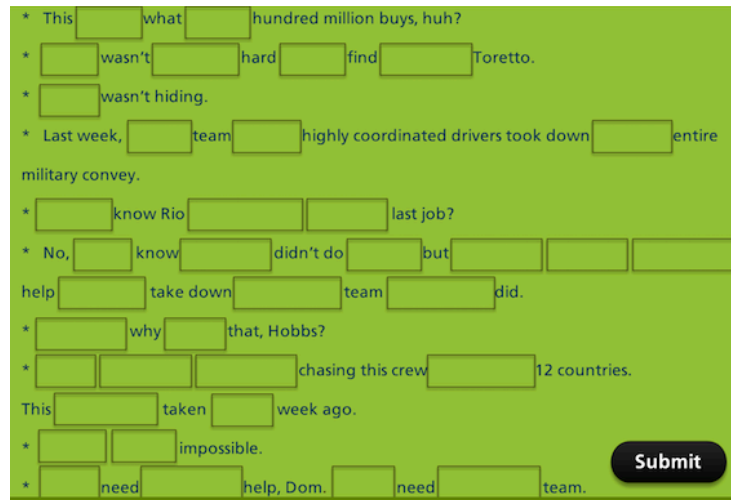 * This what hundred million buys, huh?
* wasn't hard find Toretto.
* wasn't hiding.
* Last week, team highly coordinated drivers took down entire
military convey.
* know Rio last job?
* No, know didn't do but
help take down team did.
* why that, Hobbs?
* chasing this crew 12 countries.
This taken week ago.
* impossible.
Submit
* need help, Dom. need team.